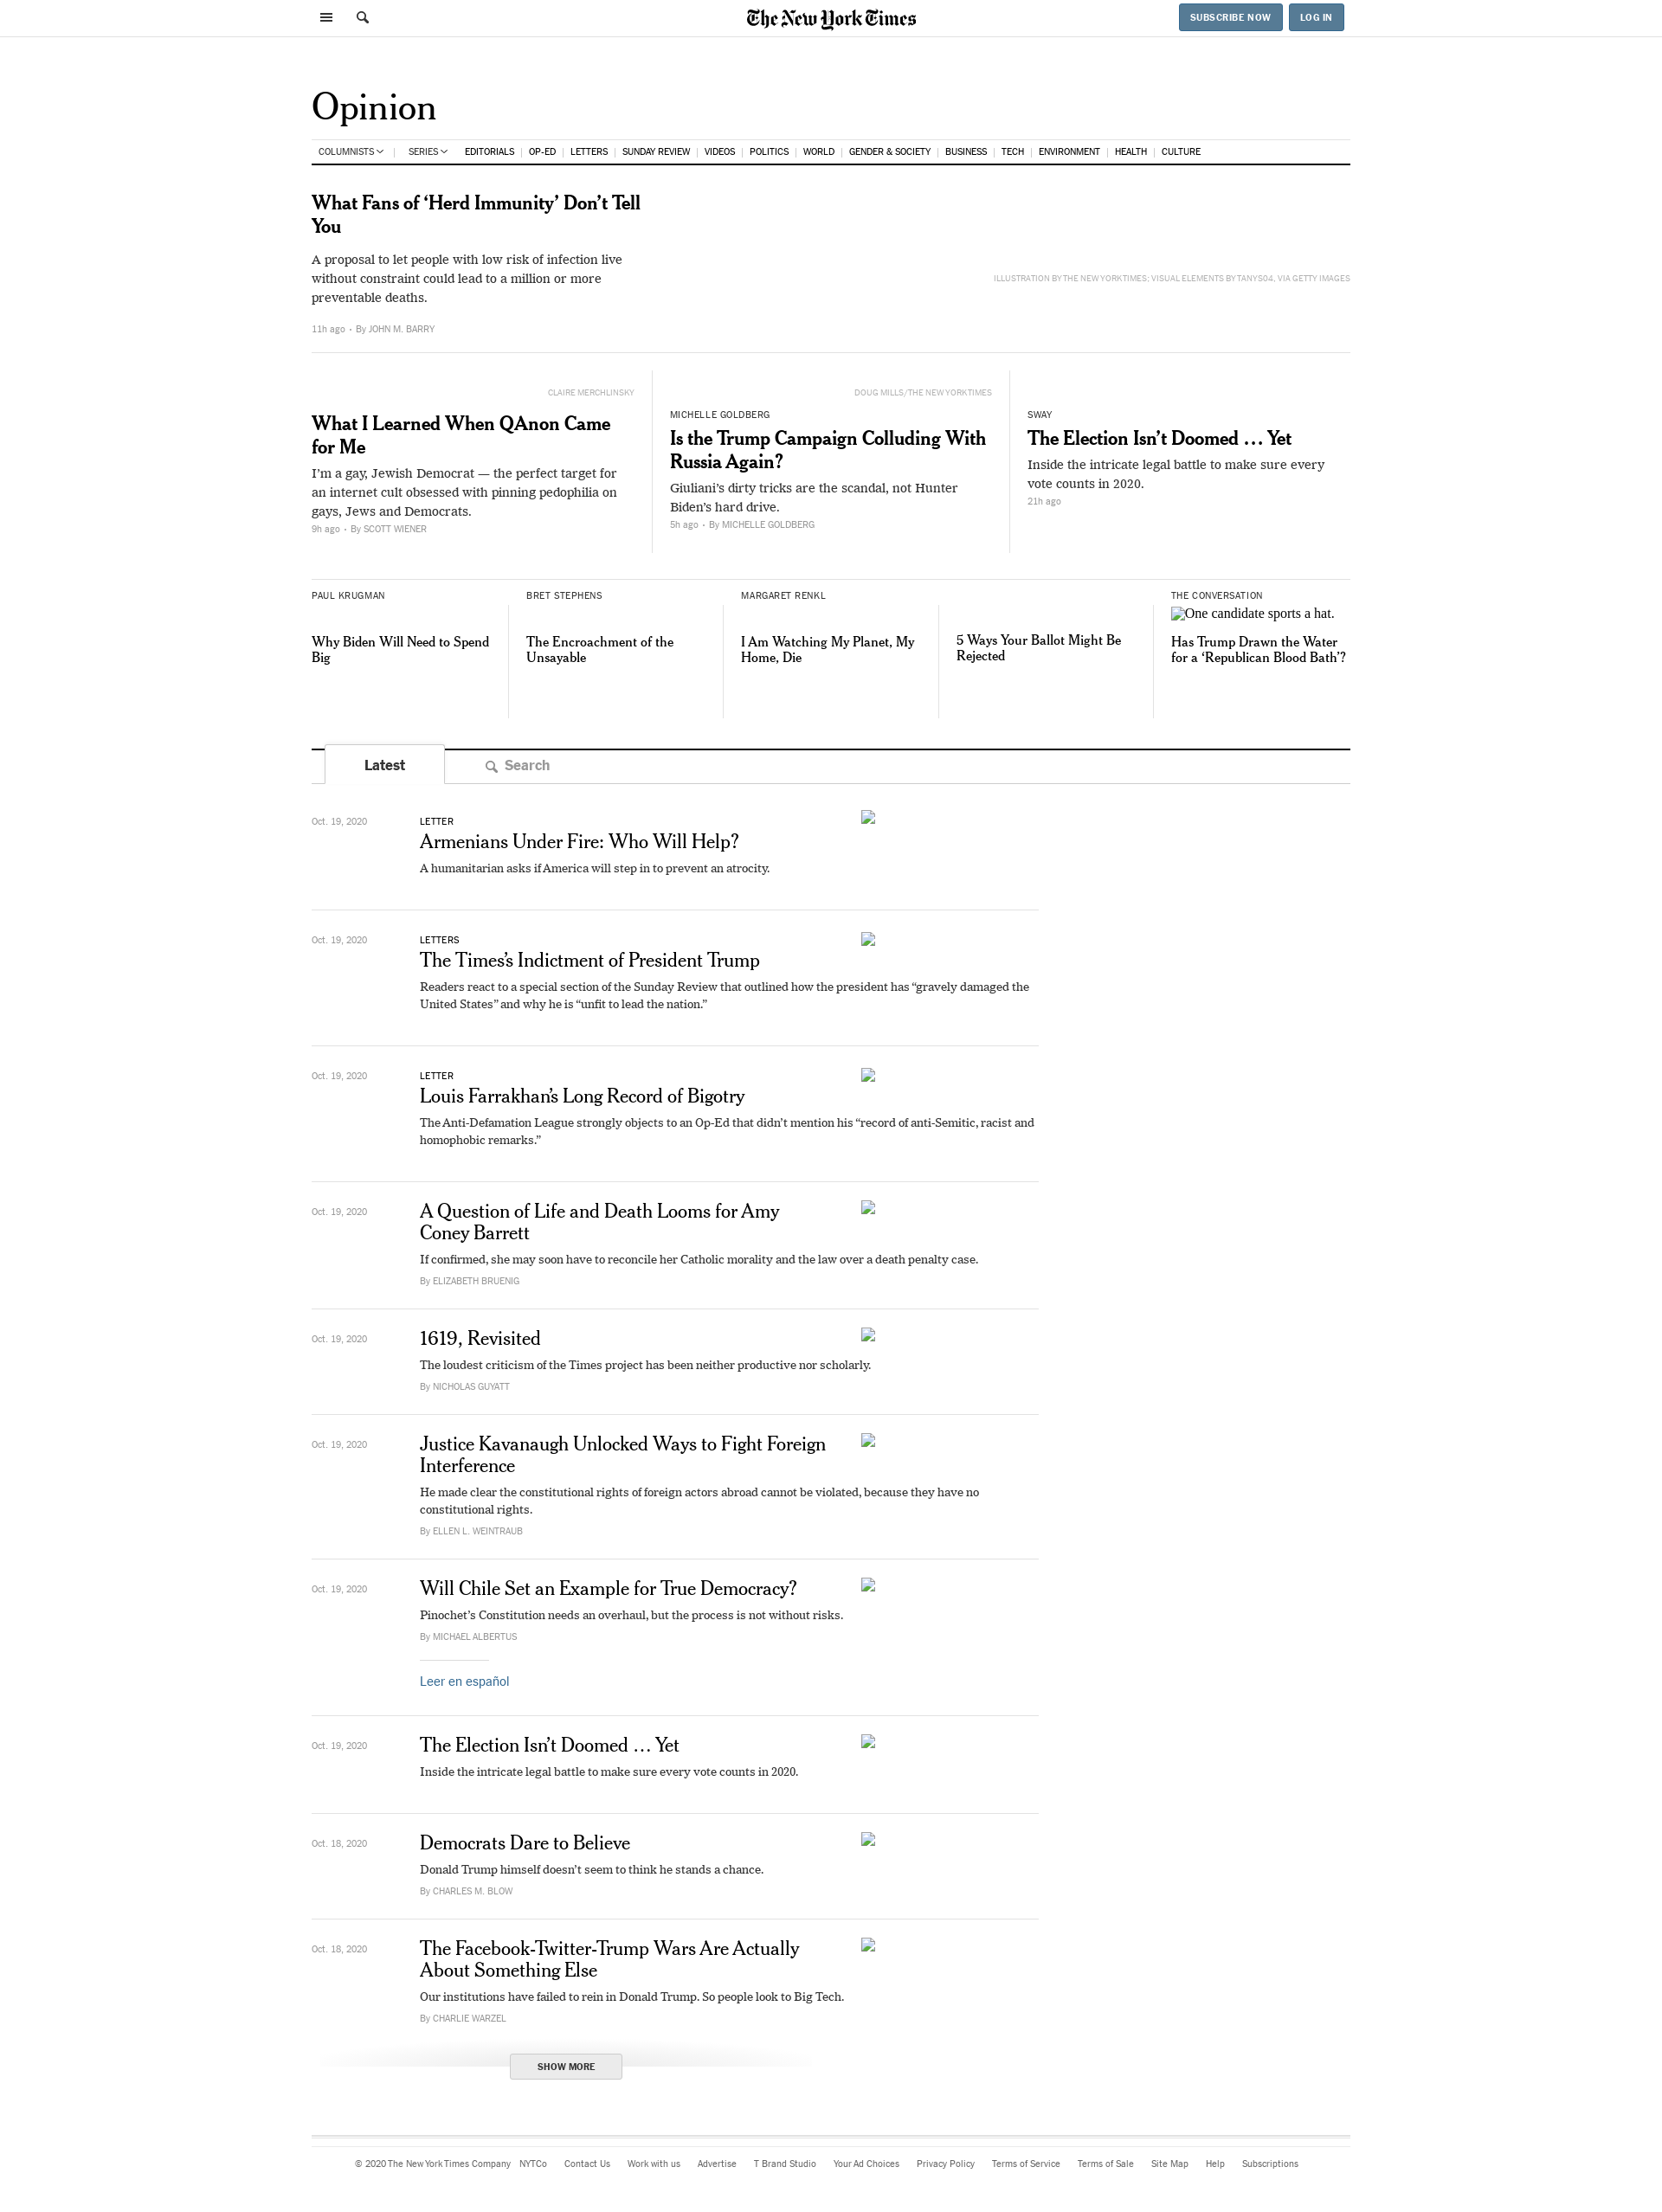 The New York Times
SUBSCRIBE NOW
LOG IN
Opinion
COLUMNISTS
SERIES
EDITORIALS
OP-ED
LETTERS
SUNDAY REVIEW
VIDEOS
POLITICS
WORLD
GENDER & SOCIETY
BUSINESS
TECH
ENVIRONMENT
HEALTH
CULTURE
What Fans of ‘Herd Immunity’ Don’t Tell
You
A proposal to let people with low risk of infection live
without constraint could lead to a million or more
preventable deaths.
11h ago • By JOHN M. BARRY
ILLUSTRATION BY THE NEW YORK TIMES; VISUAL ELEMENTS BY TANYS04, VIA GETTY IMAGES
CLAIRE MERCHLINSKY
What I Learned When QAnon Came
for Me
I’m a gay, Jewish Democrat — the perfect target for
an internet cult obsessed with pinning pedophilia on
gays, Jews and Democrats.
9h ago • By SCOTT WIENER
DOUG MILLS/THE NEW YORK TIMES
MICHELLE GOLDBERG
Is the Trump Campaign Colluding With
Russia Again?
Giuliani’s dirty tricks are the scandal, not Hunter
Biden’s hard drive.
5h ago • By MICHELLE GOLDBERG
SWAY
The Election Isn’t Doomed … Yet
Inside the intricate legal battle to make sure every
vote counts in 2020.
21h ago
PAUL KRUGMAN
Why Biden Will Need to Spend
Big
BRET STEPHENS
The Encroachment of the
Unsayable
MARGARET RENKL
I Am Watching My Planet, My
Home, Die
5 Ways Your Ballot Might Be
Rejected
THE CONVERSATION
One candidate sports a hat.
Has Trump Drawn the Water
for a ‘Republican Blood Bath’?
Latest
Search
Oct. 19, 2020
LETTER
Armenians Under Fire: Who Will Help?
A humanitarian asks if America will step in to prevent an atrocity.
Oct. 19, 2020
LETTERS
The Times’s Indictment of President Trump
Readers react to a special section of the Sunday Review that outlined how the president has “gravely damaged the
United States” and why he is “unfit to lead the nation.”
Oct. 19, 2020
LETTER
Louis Farrakhan’s Long Record of Bigotry
The Anti-Defamation League strongly objects to an Op-Ed that didn’t mention his “record of anti-Semitic, racist and
homophobic remarks.”
Oct. 19, 2020
A Question of Life and Death Looms for Amy
Coney Barrett
If confirmed, she may soon have to reconcile her Catholic morality and the law over a death penalty case.
By ELIZABETH BRUENIG
Oct. 19, 2020
1619, Revisited
The loudest criticism of the Times project has been neither productive nor scholarly.
By NICHOLAS GUYATT
Oct. 19, 2020
Justice Kavanaugh Unlocked Ways to Fight Foreign
Interference
He made clear the constitutional rights of foreign actors abroad cannot be violated, because they have no
constitutional rights.
By ELLEN L. WEINTRAUB
Oct. 19, 2020
Will Chile Set an Example for True Democracy?
Pinochet’s Constitution needs an overhaul, but the process is not without risks.
By MICHAEL ALBERTUS
Leer en español
Oct. 19, 2020
The Election Isn’t Doomed … Yet
Inside the intricate legal battle to make sure every vote counts in 2020.
Oct. 18, 2020
Democrats Dare to Believe
Donald Trump himself doesn’t seem to think he stands a chance.
By CHARLES M. BLOW
Oct. 18, 2020
The Facebook-Twitter-Trump Wars Are Actually
About Something Else
Our institutions have failed to rein in Donald Trump. So people look to Big Tech.
By CHARLIE WARZEL
SHOW MORE
© 2020 The New York Times Company NYTCo Contact Us Work with us Advertise T Brand Studio Your Ad Choices Privacy Policy Terms of Service Terms of Sale Site Map Help Subscriptions